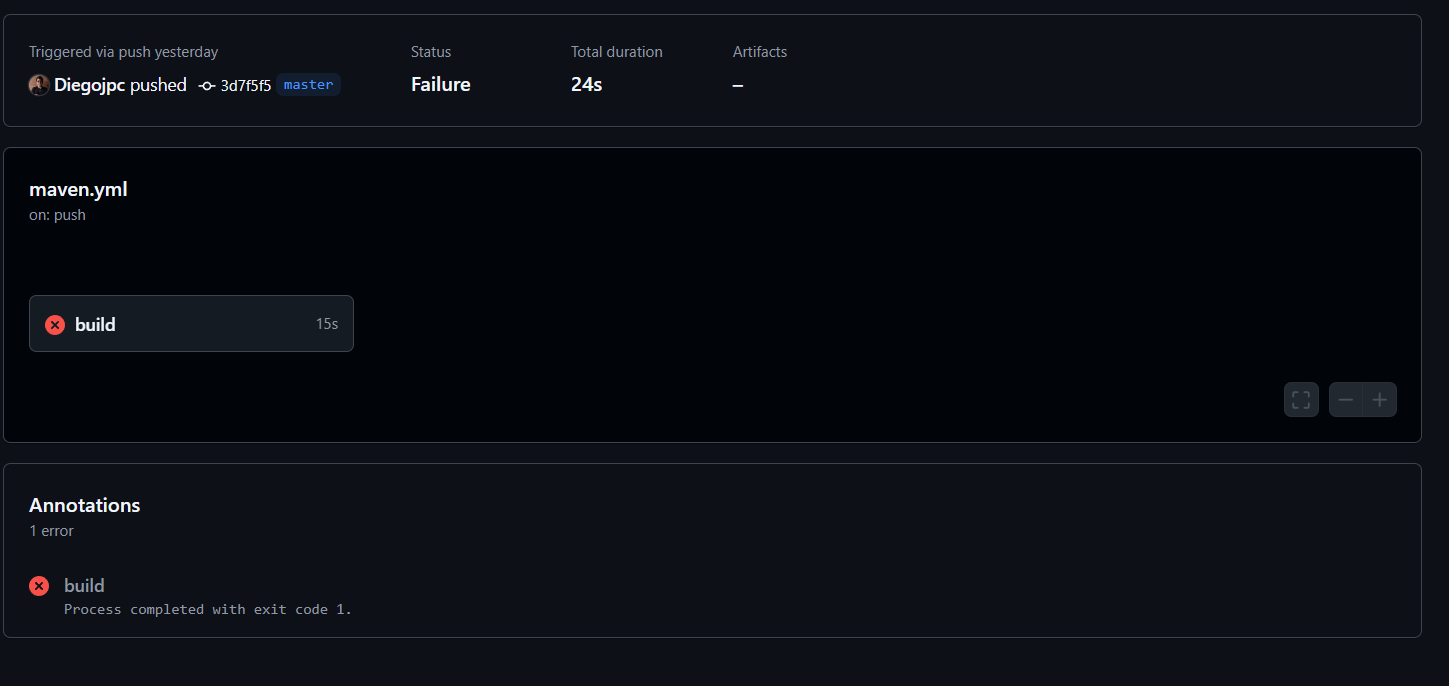 Triggered via push yesterday
Status
Total duration
Artifacts
Diegojpc pushed 3d7f5f5 master
Failure
24s
–
maven.yml
on: push
build 15s
Annotations
1 error
build
Process completed with exit code 1.